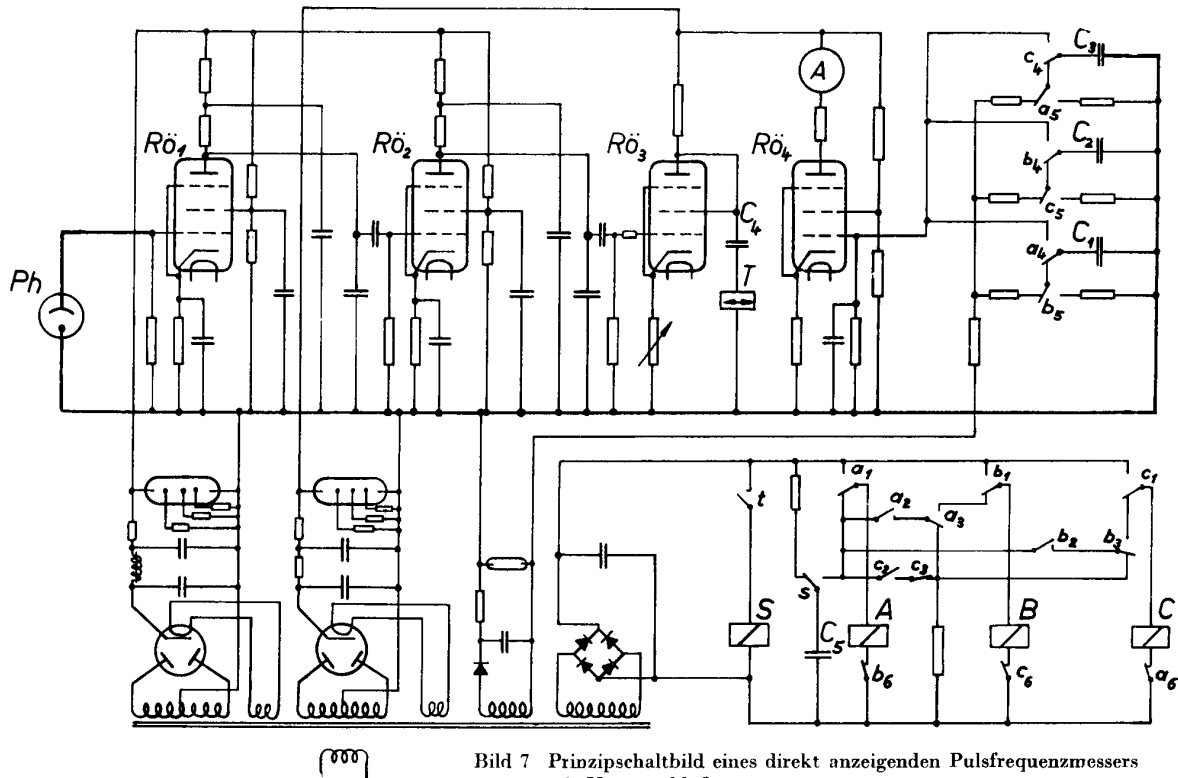 Rö1
Rö2
Rö3
Rö4
A
C4
T
Ph
c4
C3
a5
b4
C2
c5
a4
C1
b5
t
a1
a2
a3
b1
c1
b2
b3
s
c2
c3
S
C5
A
B
C
b6
c6
a6
Bild 7 Prinzipschaltbild eines direkt anzeigenden Pulsfrequenzmessers